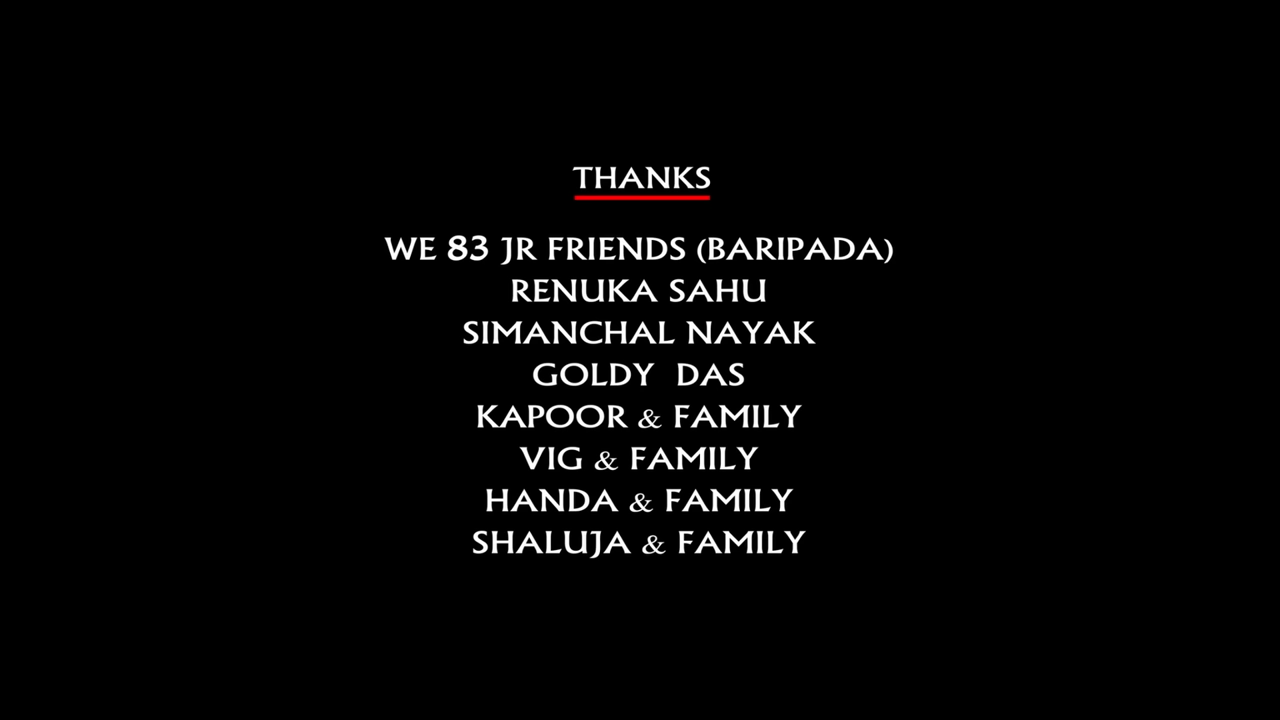 THANKS
WE 83 JR FRIENDS (BARIPADA)
RENUKA SAHU
SIMANCHAL NAYAK
GOLDY  DAS
KAPOOR & FAMILY
VIG & FAMILY
HANDA & FAMILY
SHALUJA & FAMILY